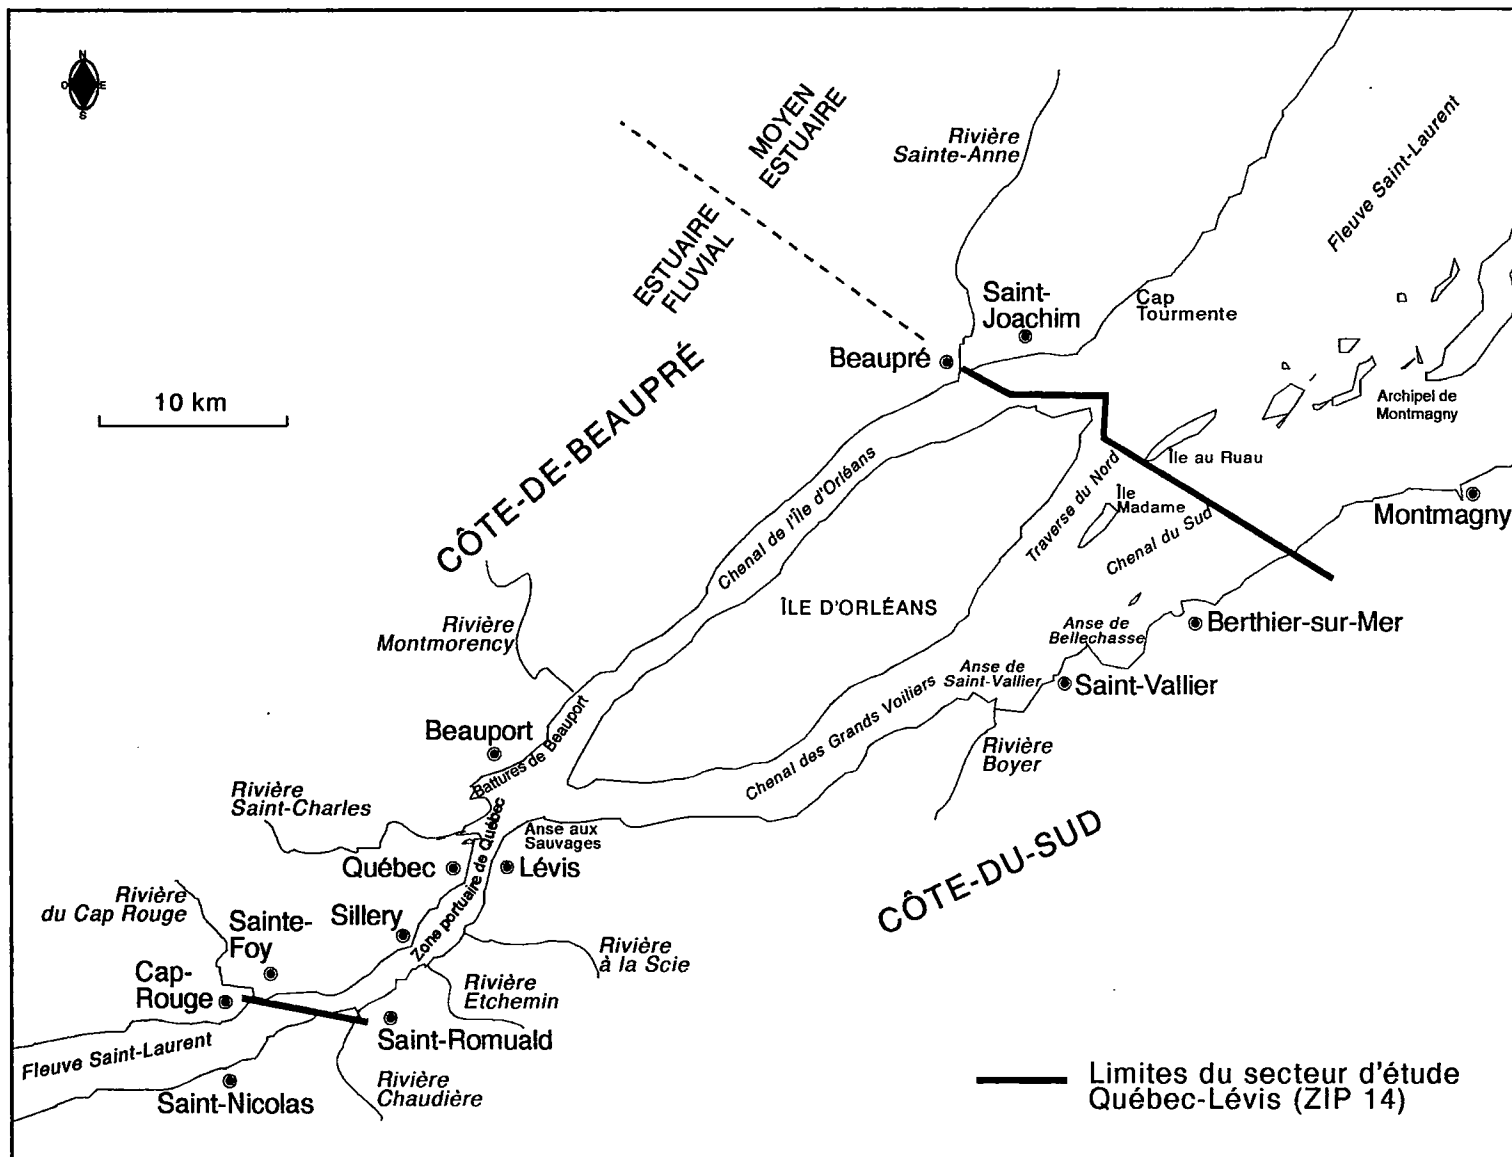 N
O
E
S
MOYEN
ESTUAIRE
ESTUAIRE
FLUVIAL
Rivière
Sainte-Anne
Fleuve Saint-Laurent
Saint-
Joachim
Cap
Tourmente
Beaupré
10 km
CÔTE-DE-BEAUPRÉ
Archipel de
Montmagny
Île au Ruau
Île
Madame
Traverse du Nord
Chenal du Sud
Montmagny
Chenal de l'Île d'Orléans
ÎLE D'ORLÉANS
Rivière
Montmorency
Anse de
Bellechasse
Berthier-sur-Mer
Anse de
Saint-Vallier
Saint-Vallier
Chenal des Grands Voiliers
Rivière
Boyer
Beauport
Battures de Beauport
Rivière
Saint-Charles
Anse aux
Sauvages
Québec
Lévis
Zone portuaire de Québec
CÔTE-DU-SUD
Rivière
du Cap Rouge
Sainte-
Foy
Sillery
Rivière
à la Scie
Cap-
Rouge
Rivière
Etchemin
Saint-Romuald
Fleuve Saint-Laurent
Saint-Nicolas
Rivière
Chaudière
Limites du secteur d'étude
Québec-Lévis (ZIP 14)